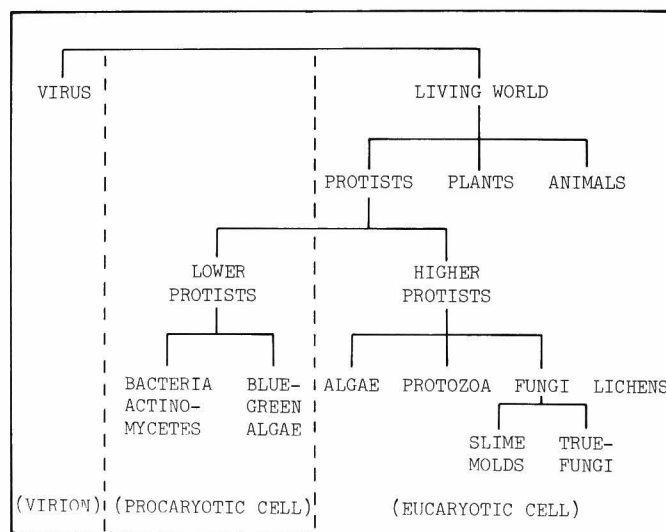 VIRUS LIVING WORLD
PROTISTS PLANTS ANIMALS
LOWER HIGHER
PROTISTS PROTISTS
BACTERIA BLUE- ALGAE PROTOZOA FUNGI LICHENS
ACTINO- GREEN
MYCETES ALGAE
SLIME TRUE-
MOLDS FUNGI
(VIRION) (PROCARYOTIC CELL) (EUCARYOTIC CELL)